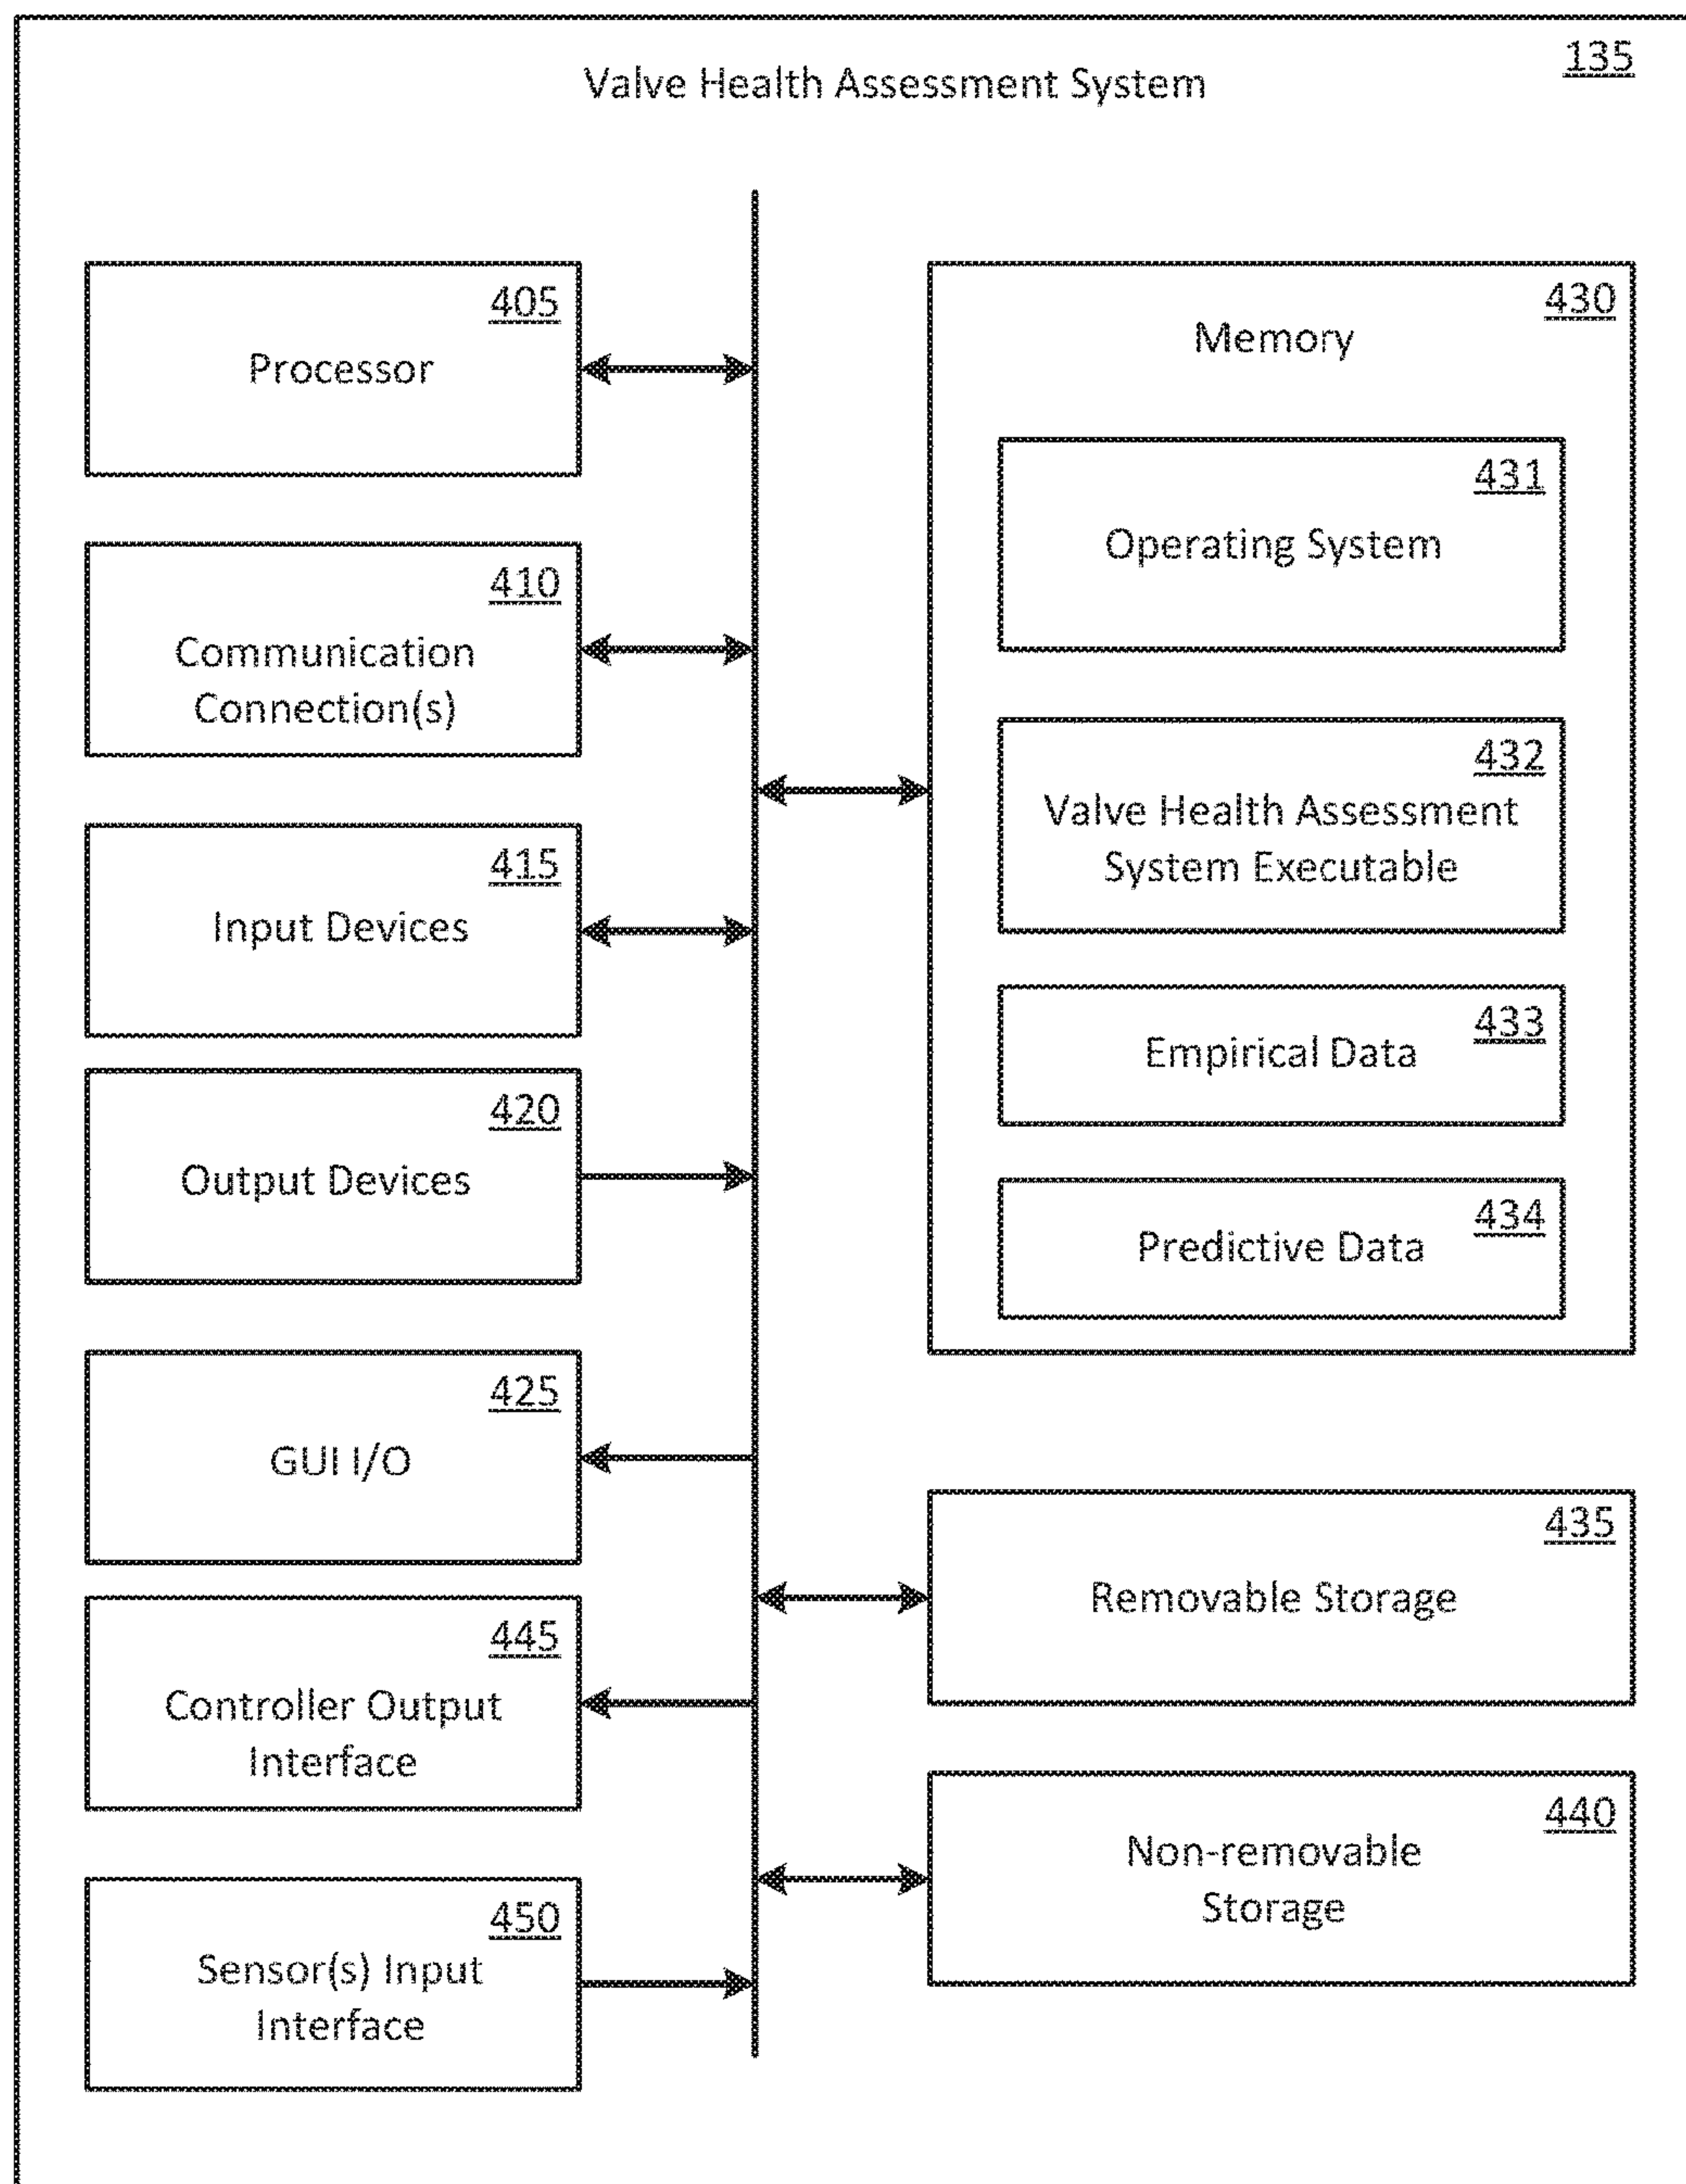 135
Valve Health Assessment System
405
Processor
410
Communication
Connection(s)
415
Input Devices
420
Output Devices
425
GUI I/O
445
Controller Output
Interface
450
Sensor(s) Input
Interface
430
Memory
431
Operating System
432
Valve Health Assessment
System Executable
433
Empirical Data
434
Predictive Data
435
Removable Storage
440
Non-removable
Storage